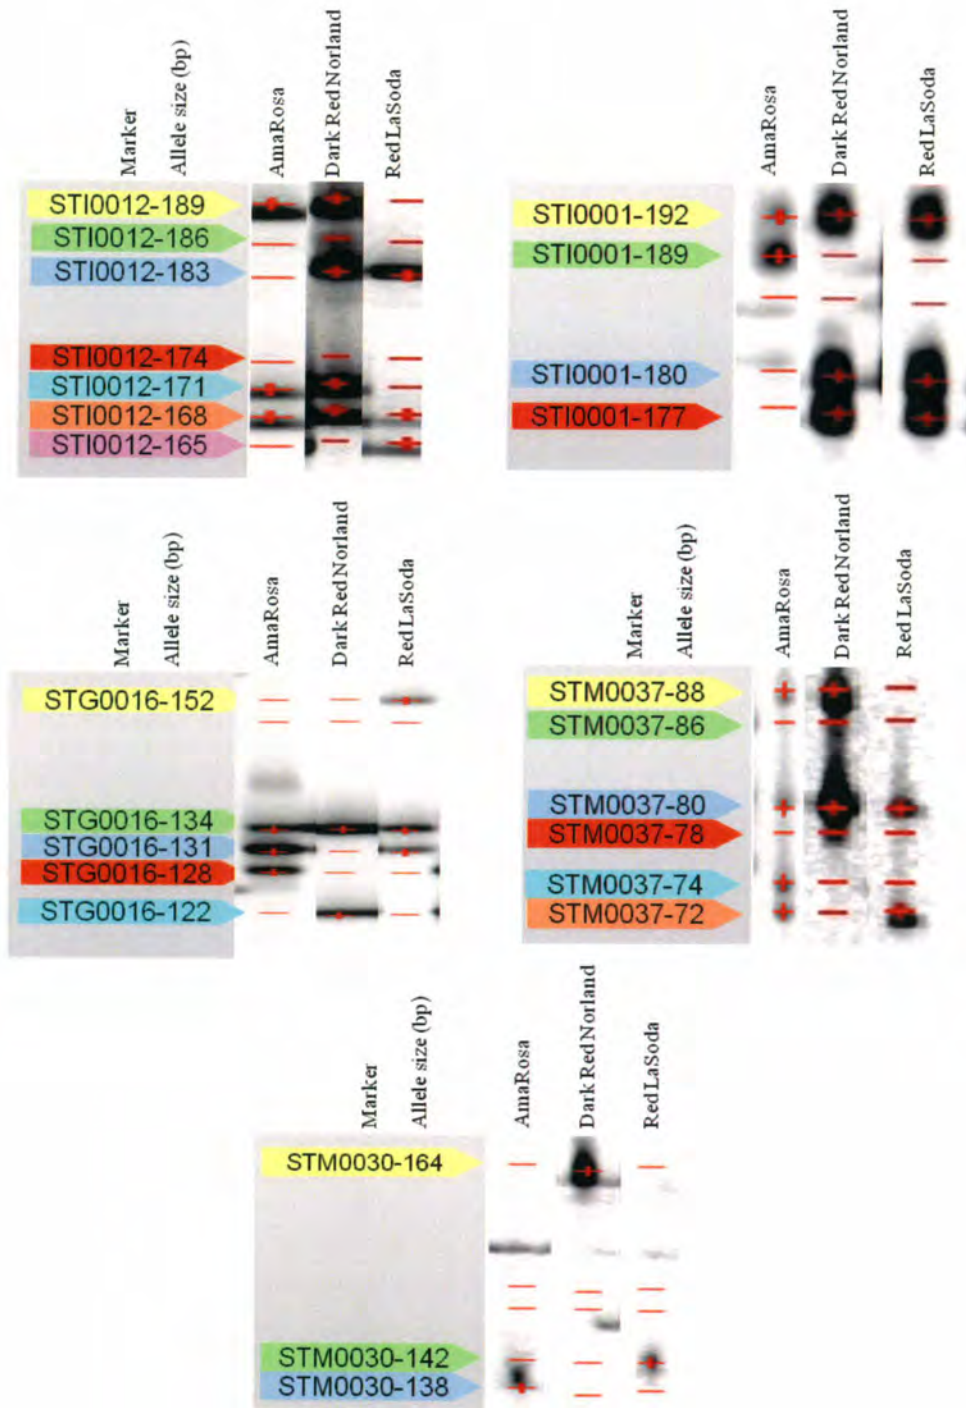 Marker
Allele size (bp)
AmaRosa
Dark Red Norland
Red LaSoda
STI0012-189
STI0012-186
STI0012-183
STI0012-174
STI0012-171
STI0012-168
STI0012-165
Marker
Allele size (bp)
AmaRosa
Dark Red Norland
Red LaSoda
STI0001-192
STI0001-189
STI0001-180
STI0001-177
Marker
Allele size (bp)
AmaRosa
Dark Red Norland
Red LaSoda
STG0016-152
STG0016-134
STG0016-131
STG0016-128
STG0016-122
Marker
Allele size (bp)
AmaRosa
Dark Red Norland
Red LaSoda
STM0037-88
STM0037-86
STM0037-80
STM0037-78
STM0037-74
STM0037-72
Marker
Allele size (bp)
AmaRosa
Dark Red Norland
Red LaSoda
STM0030-164
STM0030-142
STM0030-138